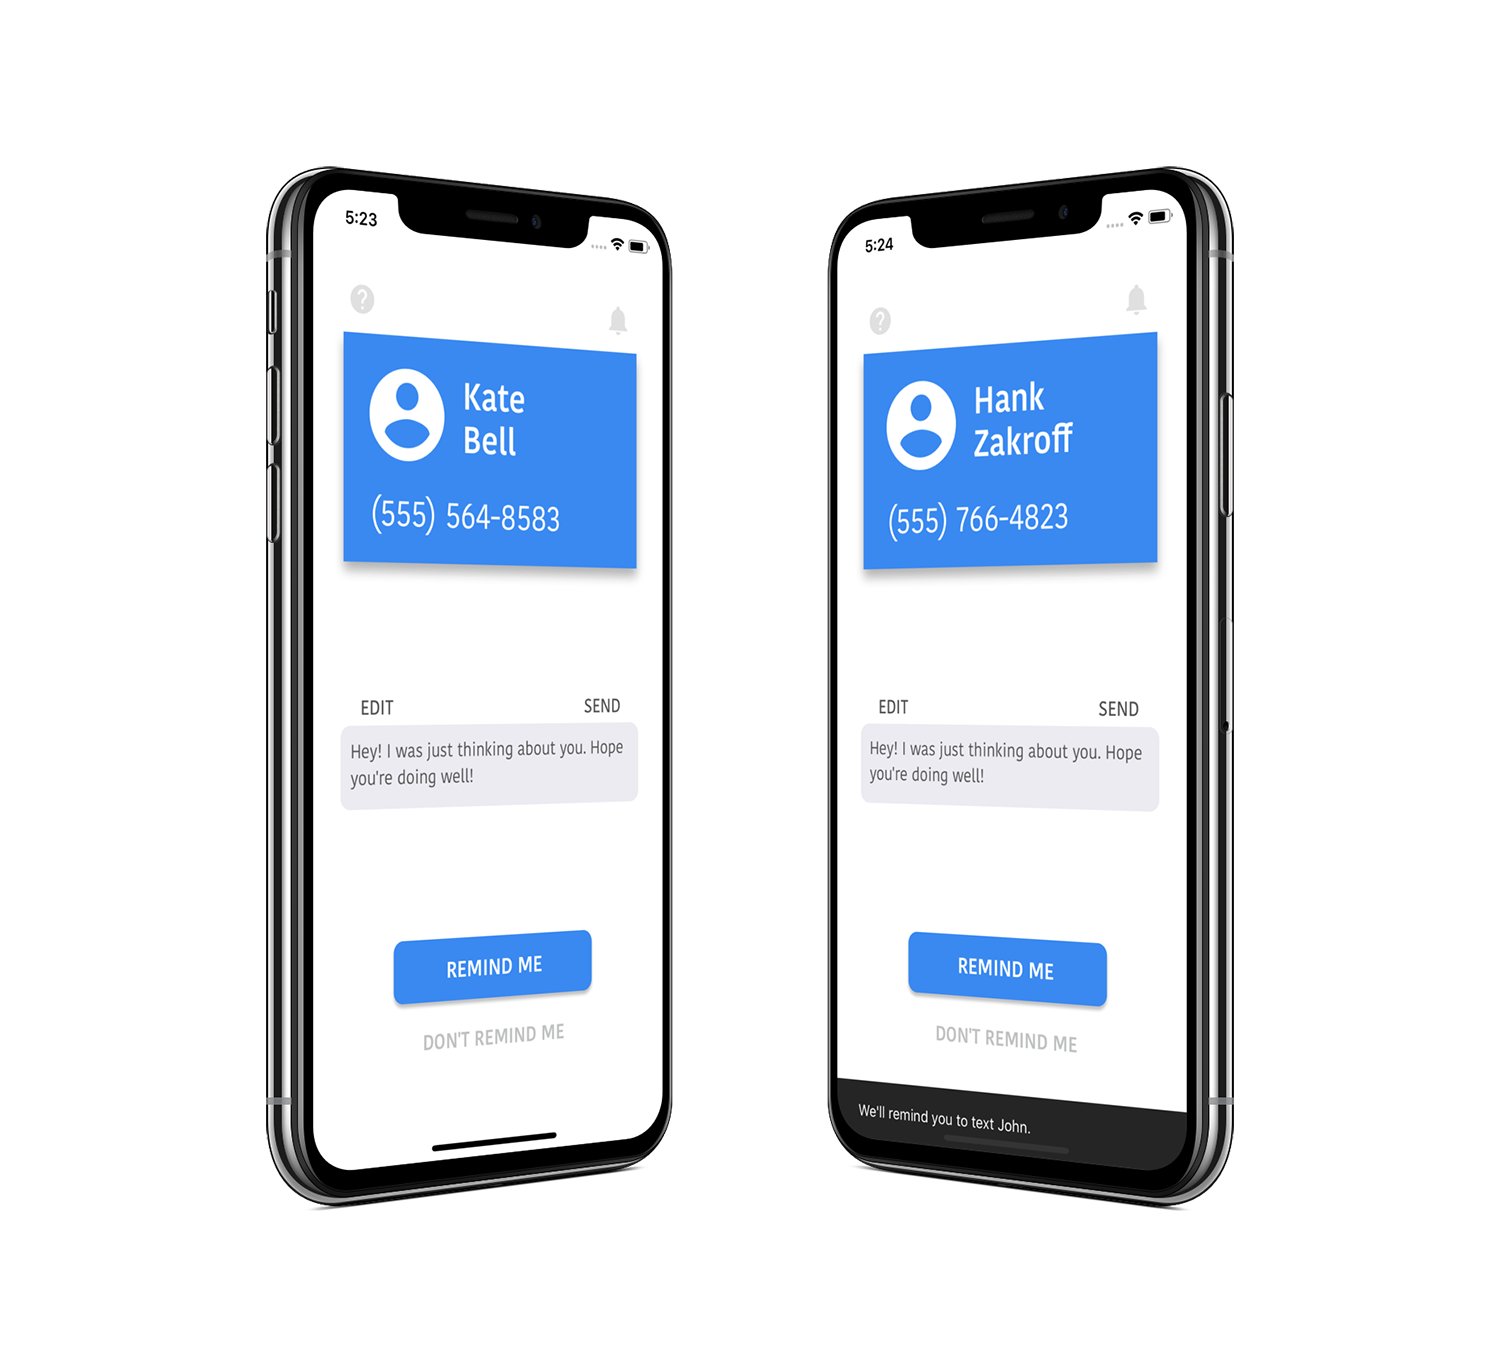 5:23
Kate
Bell
(555) 564-8583
EDIT
SEND
Hey! I was just thinking about you. Hope
you're doing well!
REMIND ME
DON'T REMIND ME
5:24
Hank
Zakroff
(555) 766-4823
EDIT
SEND
Hey! I was just thinking about you. Hope
you're doing well!
REMIND ME
DON'T REMIND ME
We'll remind you to text John.